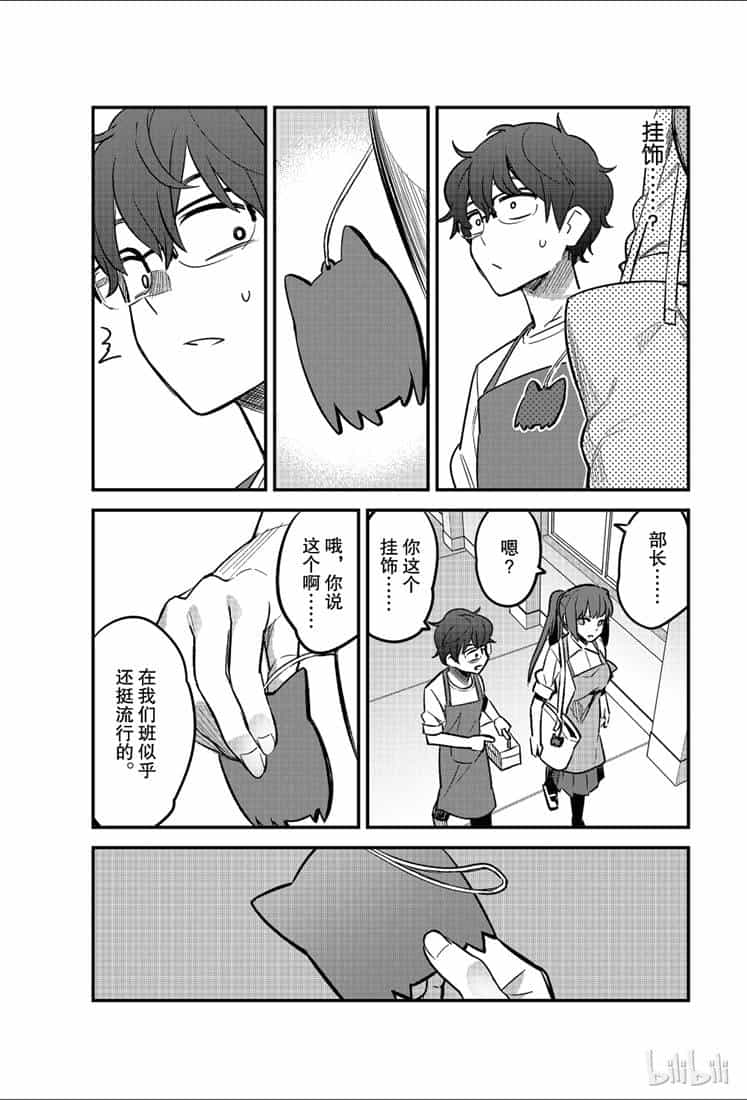 挂饰……？
部长……
嗯？
你这个
挂饰……
哦，你说
这个啊……
在我们班似乎
还挺流行的。
bilibili